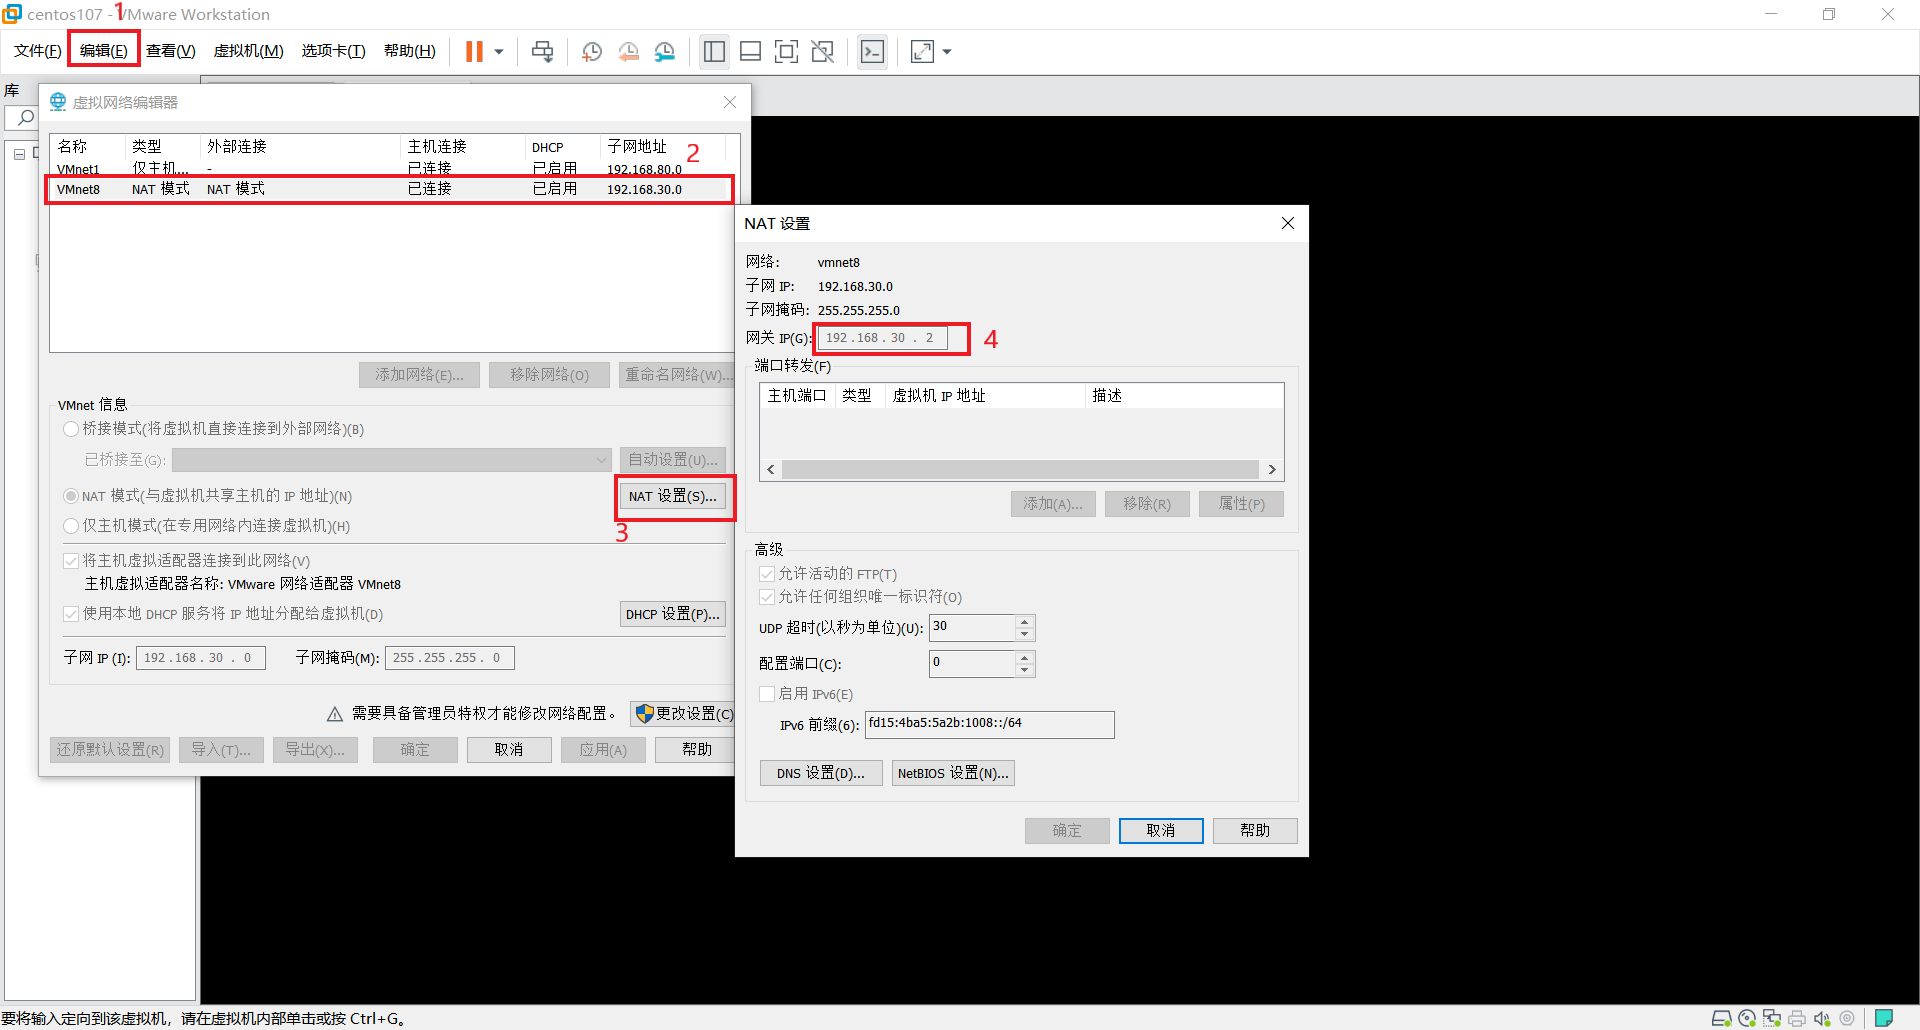 centos107 - VMware Workstation
1
文件(F) 编辑(E) 查看(V) 虚拟机(M) 选项卡(T) 帮助(H)
库
虚拟网络编辑器
名称 类型 外部连接 主机连接 DHCP 子网地址
2
VMnet1 仅主机... - 已连接 已启用 192.168.80.0
VMnet8 NAT 模式 NAT 模式 已连接 已启用 192.168.30.0
添加网络(E)... 移除网络(O) 重命名网络(W)...
VMnet 信息
桥接模式(将虚拟机直接连接到外部网络)(B)
已桥接至(G): 自动设置(U)...
NAT 模式(与虚拟机共享主机的 IP 地址)(N) NAT 设置(S)...
仅主机模式(在专用网络内连接虚拟机)(H)
3
将主机虚拟适配器连接到此网络(V)
主机虚拟适配器名称: VMware 网络适配器 VMnet8
使用本地 DHCP 服务将 IP 地址分配给虚拟机(D) DHCP 设置(P)...
子网 IP (I): 192.168.30.0 子网掩码(M): 255.255.255.0
需要具备管理员特权才能修改网络配置。 更改设置(C)
还原默认设置(R) 导入(T)... 导出(X)... 确定 取消 应用(A) 帮助
NAT 设置
网络: vmnet8
子网 IP: 192.168.30.0
子网掩码: 255.255.255.0
网关 IP(G): 192.168.30.2
4
端口转发(F)
主机端口 类型 虚拟机 IP 地址 描述
添加(A)... 移除(R) 属性(P)
高级
允许活动的 FTP(T)
允许任何组织唯一标识符(O)
UDP 超时(以秒为单位)(U): 30
配置端口(C): 0
启用 IPv6(E)
IPv6 前缀(6): fd15:4ba5:5a2b:1008::/64
DNS 设置(D)... NetBIOS 设置(N)...
确定 取消 帮助
要将输入定向到该虚拟机，请在虚拟机内部单击或按 Ctrl+G。